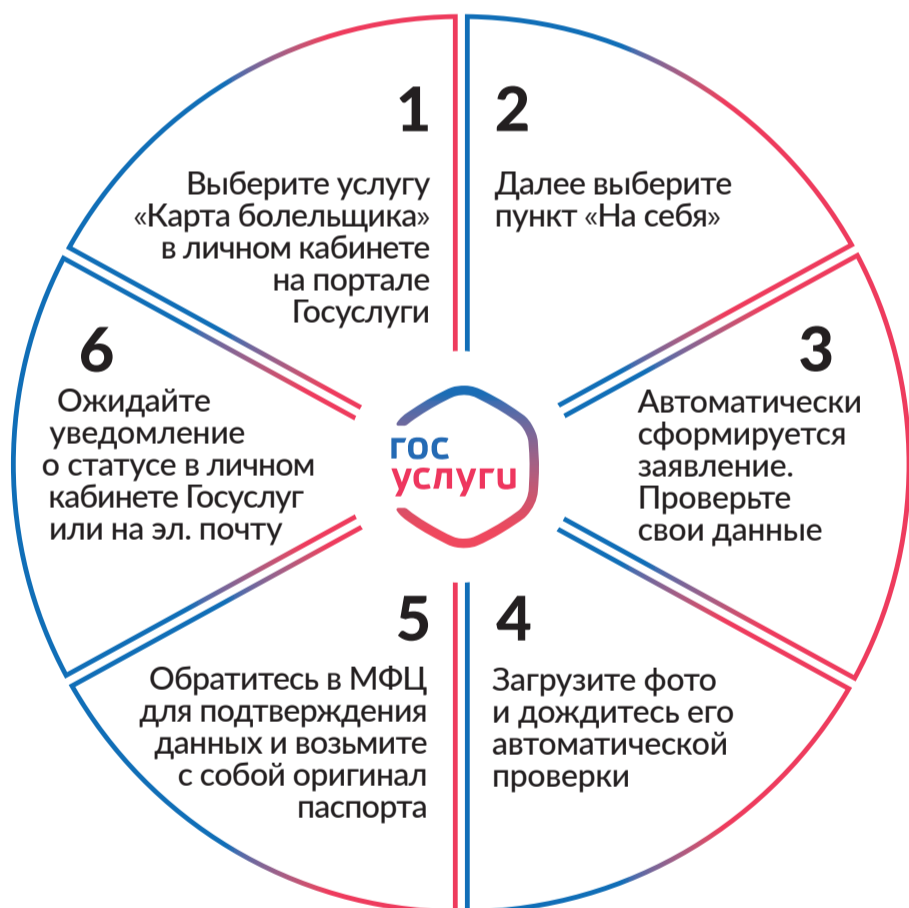 1
Выберите услугу
«Карта болельщика»
в личном кабинете
на портале
Госуслуги
2
Далее выберите
пункт «На себя»
3
Автоматически
сформируется
заявление.
Проверьте
свои данные
4
Загрузите фото
и дождитесь его
автоматической
проверки
5
Обратитесь в МФЦ
для подтверждения
данных и возьмите
с собой оригинал
паспорта
6
Ожидайте
уведомление
о статусе в личном
кабинете Госуслуг
или на эл. почту
гос
услуги